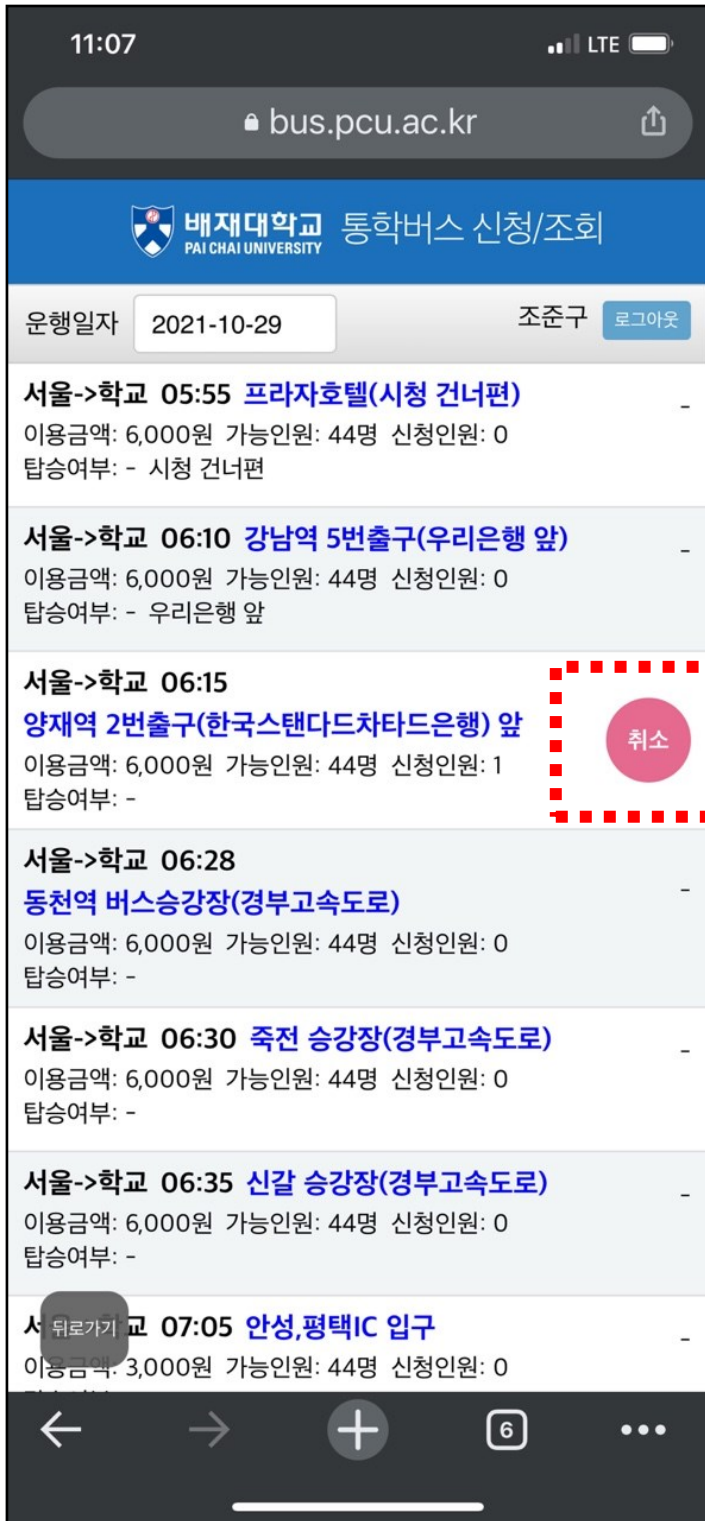 11:07 LTE
bus.pcu.ac.kr
배재대학교 통학버스 신청/조회
PAI CHAI UNIVERSITY
운행일자 2021-10-29 조준구 로그아웃
서울->학교 05:55 프라자호텔(시청 건너편) -
이용금액: 6,000원 가능인원: 44명 신청인원: 0
탑승여부: - 시청 건너편
서울->학교 06:10 강남역 5번출구(우리은행 앞) -
이용금액: 6,000원 가능인원: 44명 신청인원: 0
탑승여부: - 우리은행 앞
서울->학교 06:15
양재역 2번출구(한국스탠다드차타드은행) 앞 취소
이용금액: 6,000원 가능인원: 44명 신청인원: 1
탑승여부: -
서울->학교 06:28
동천역 버스승강장(경부고속도로) -
이용금액: 6,000원 가능인원: 44명 신청인원: 0
탑승여부: -
서울->학교 06:30 죽전 승강장(경부고속도로) -
이용금액: 6,000원 가능인원: 44명 신청인원: 0
탑승여부: -
서울->학교 06:35 신갈 승강장(경부고속도로) -
이용금액: 6,000원 가능인원: 44명 신청인원: 0
탑승여부: -
뒤로가기 07:05 안성,평택IC 입구 -
이용금액: 3,000원 가능인원: 44명 신청인원: 0
6